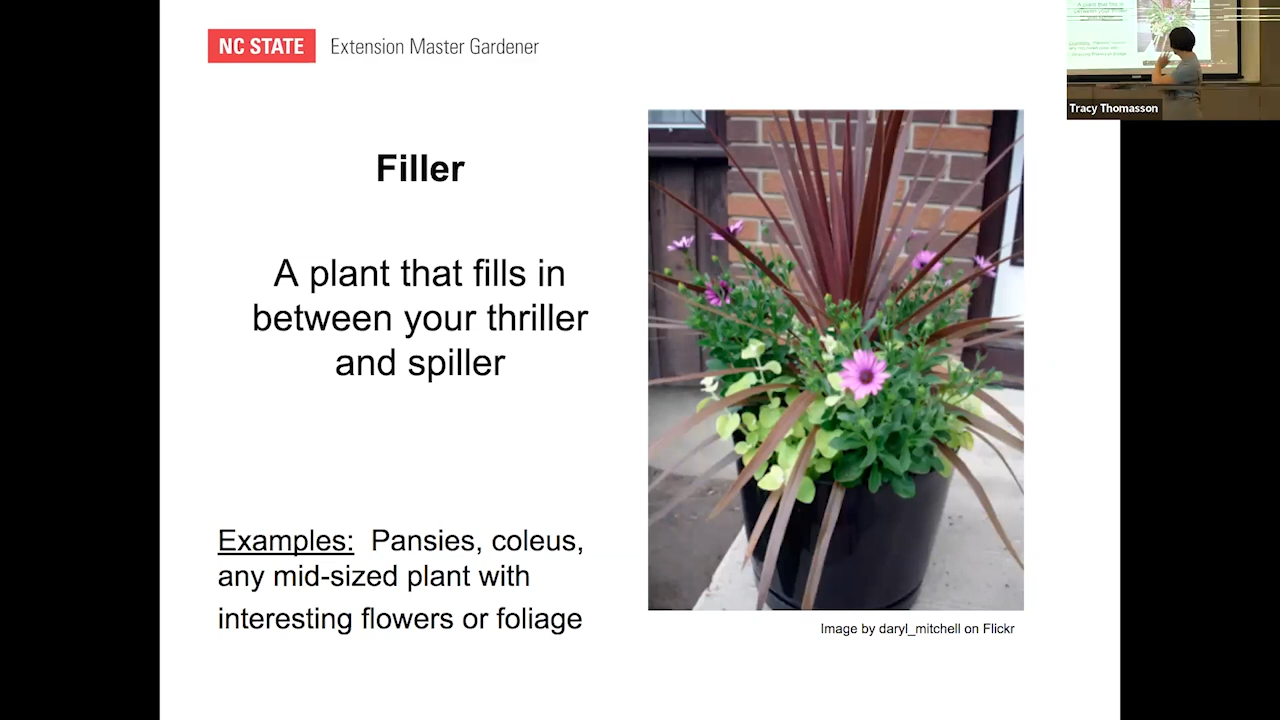 NC STATE Extension Master Gardener
Tracy Thomasson
Filler
A plant that fills in
between your thriller
and spiller
Examples: Pansies, coleus,
any mid-sized plant with
interesting flowers or foliage
Image by daryl_mitchell on Flickr